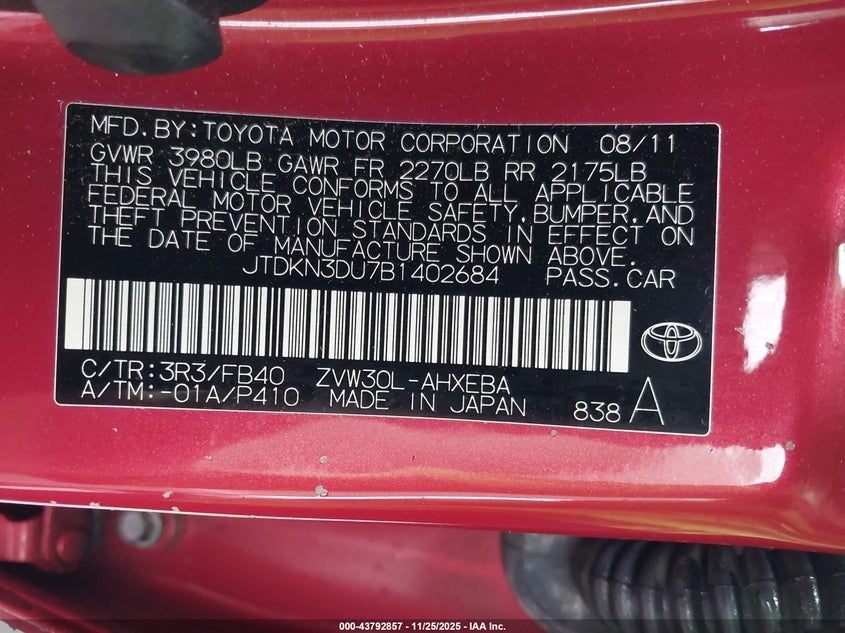 MFD.BY:TOYOTA MOTOR CORPORATION 08/11
GVWR 3980LB GAWR FR 2270LB RR 2175LB
THIS VEHICLE CONFORMS TO ALL APPLICABLE
FEDERAL MOTOR VEHICLE SAFETY,BUMPER,AND
THEFT PREVENTION STANDARDS IN EFFECT ON
THE DATE OF MANUFACTURE SHOWN ABOVE.
JTDKN3DU7B1402684 PASS.CAR
C/TR:3R3/FB40 ZVW30L-AHXEBA
A/TM:-01A/P410 MADE IN JAPAN 838 A
000-43792857 - 11/25/2025 - IAA Inc.